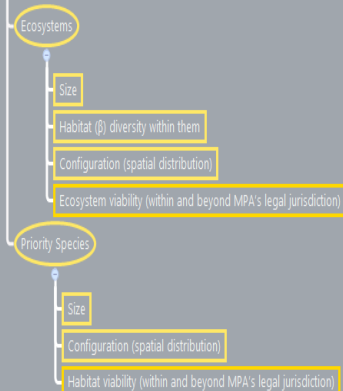 Ecosystems
Size
Habitat (β) diversity within them
Configuration (spatial distribution)
Ecosystem viability (within and beyond MPA's legal jurisdiction)
Priority Species
Size
Configuration (spatial distribution)
Habitat viability (within and beyond MPA's legal jurisdiction)